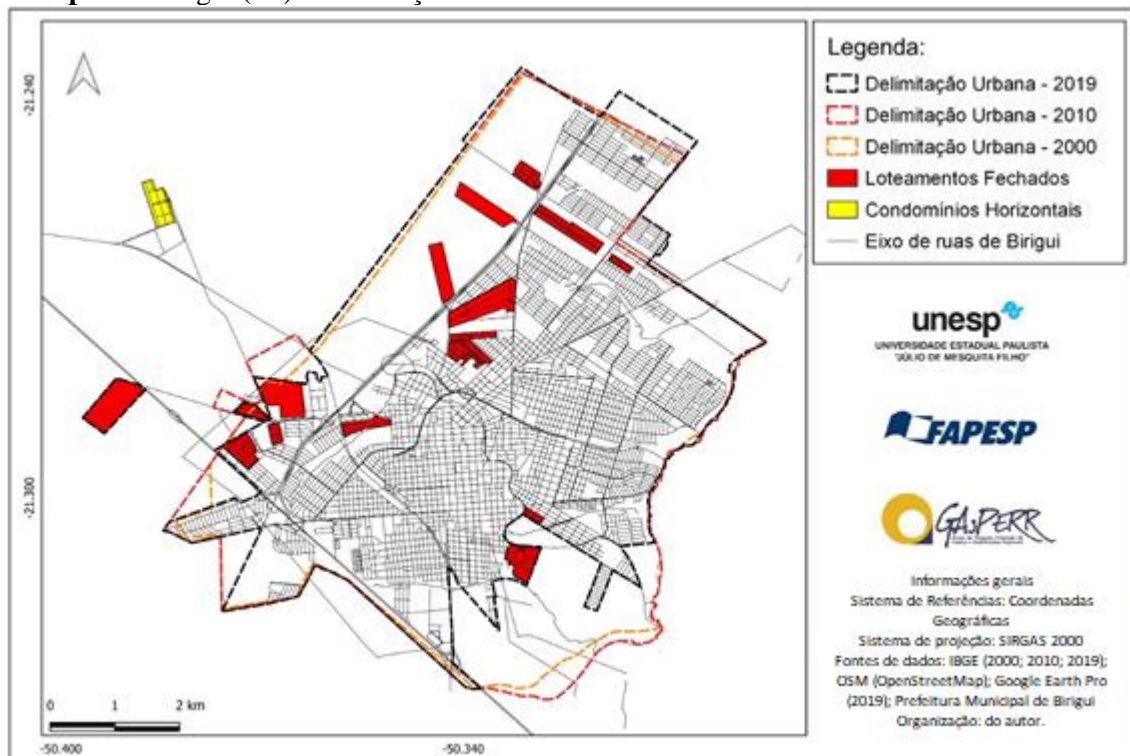 Legenda:
Delimitação Urbana - 2019
Delimitação Urbana - 2010
Delimitação Urbana - 2000
Loteamentos Fechados
Condomínios Horizontais
Eixo de ruas de Birigui
-21.240
-21.300
0 1 2 km
-50.400
-50.340
unesp
UNIVERSIDADE ESTADUAL PAULISTA
"JÚLIO DE MESQUITA FILHO"
FAPESP
GAsPERR
Informações gerais
Sistema de Referências: Coordenadas
Geográficas
Sistema de projeção: SIRGAS 2000
Fontes de dados: IBGE (2000; 2010; 2019);
OSM (OpenStreetMap); Google Earth Pro
(2019); Prefeitura Municipal de Birigui
Organização: do autor.